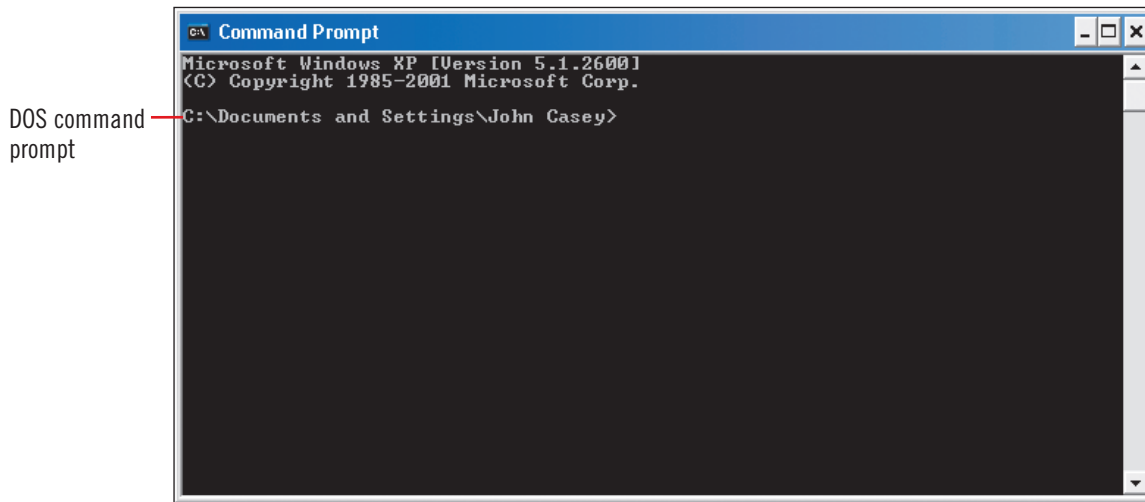 C:\ Command Prompt
Microsoft Windows XP [Version 5.1.2600]
(C) Copyright 1985-2001 Microsoft Corp.
DOS command
prompt
C:\Documents and Settings\John Casey>